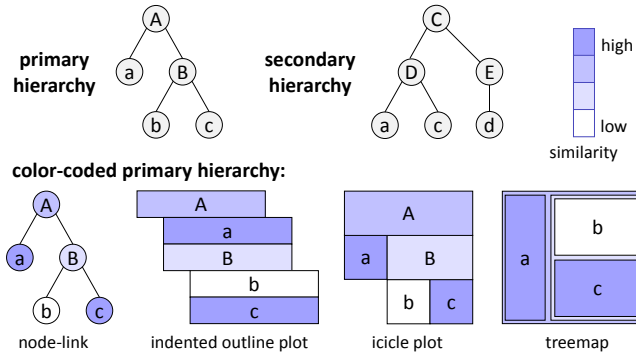 A
C
high
primary
hierarchy
a
B
secondary
hierarchy
D
E
b
c
a
c
d
low
similarity
color-coded primary hierarchy:
A
a
B
b
c
node-link
A
a
B
b
c
indented outline plot
A
a
B
b
c
icicle plot
a
b
c
treemap